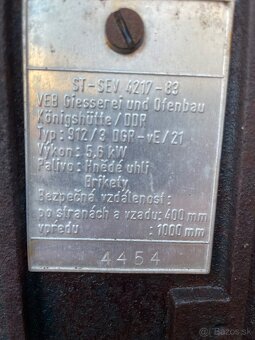 ST-SEV 4217-83
VEB Giesserei und Ofenbau
Königshütte/DDR
Typ: 912/3 DGR-vE/21
Výkon: 5,6 kW
Palivo: Hnědé uhlí
Brikety
Bezpečná vzdálenost:
po stranách a vzadu: 400 mm
vpředu : 1000 mm
4454
bazos.sk